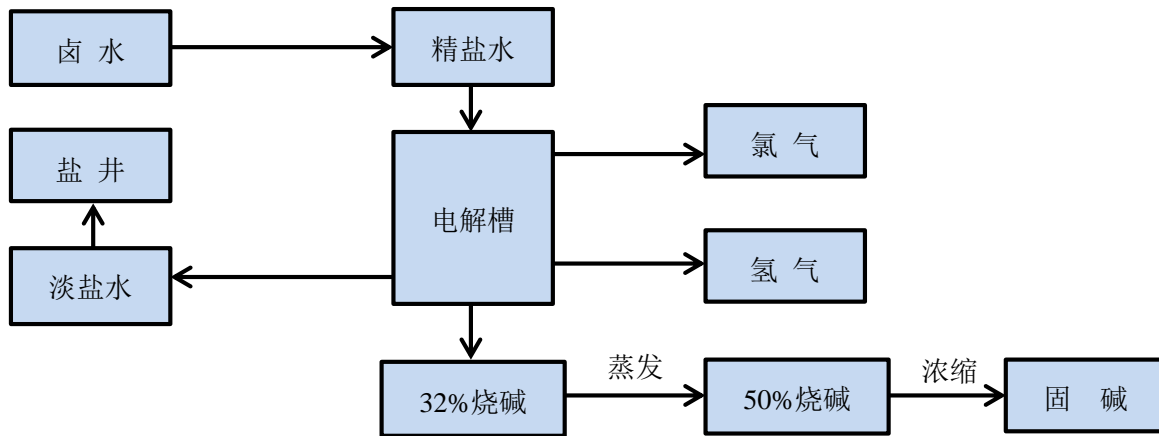 卤 水
精盐水
盐 井
氯 气
电解槽
淡盐水
氢 气
32%烧碱
蒸发
50%烧碱
浓缩
固 碱